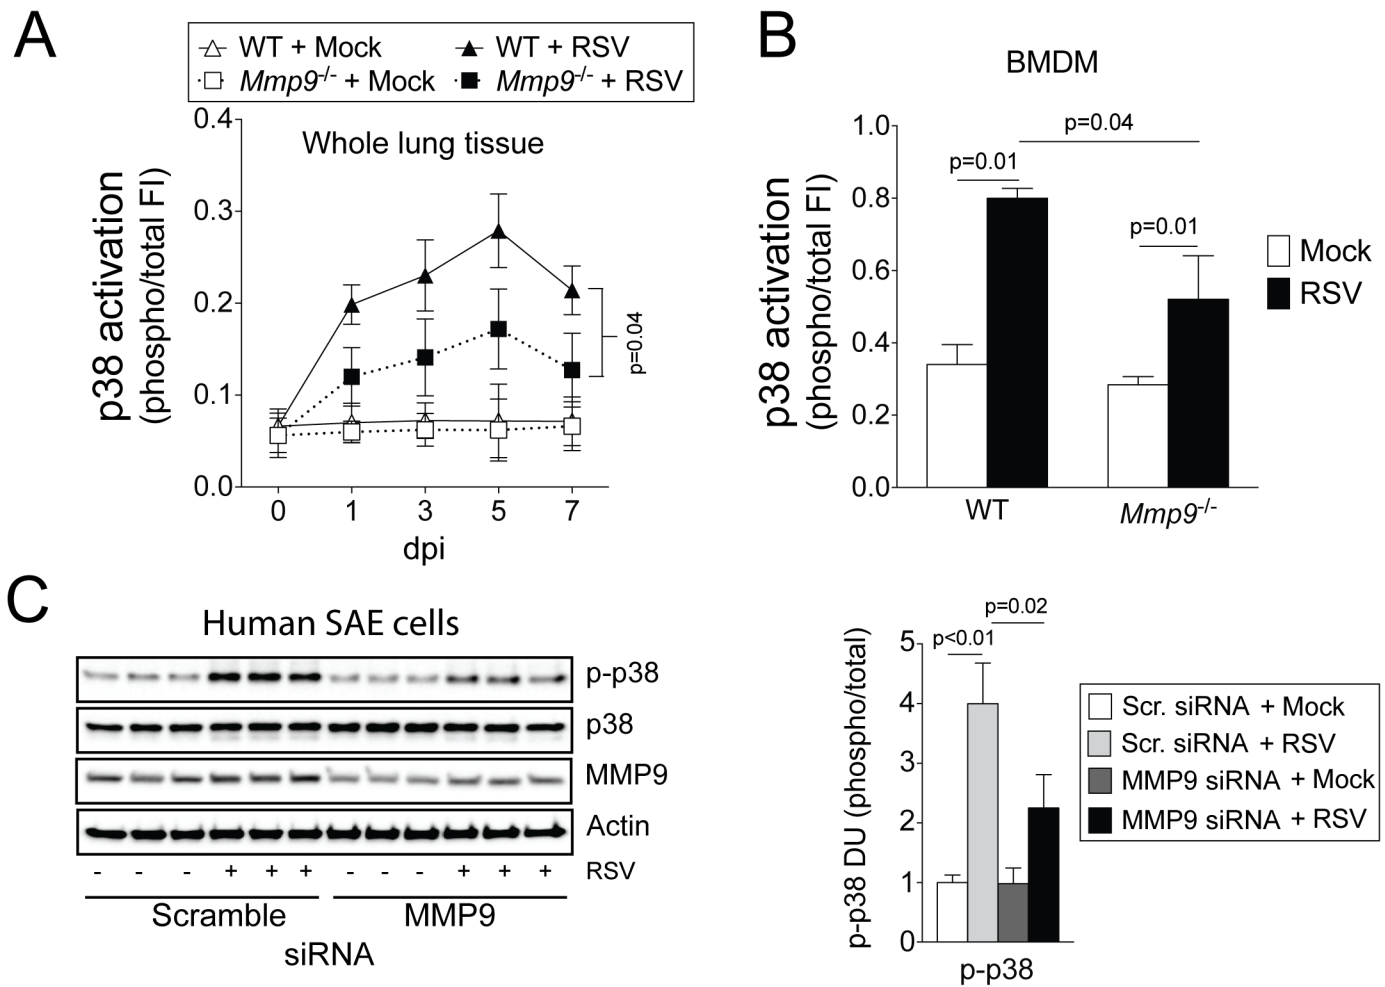 A
WT + Mock
WT + RSV
Mmp9-/- + Mock
Mmp9-/- + RSV
Whole lung tissue
p38 activation
(phospho/total FI)
0.4
0.3
0.2
0.1
0.0
p=0.04
0 1 3 5 7
dpi
B
BMDM
p38 activation
(phospho/total FI)
1.0
0.8
0.6
0.4
0.2
0.0
p=0.04
p=0.01
p=0.01
Mock
RSV
WT Mmp9-/-
C
Human SAE cells
p-p38
p38
MMP9
Actin
- - - + + + - - - + + + RSV
Scramble MMP9
siRNA
p-p38 DU (phospho/total)
5
4
3
2
1
0
p=0.02
p<0.01
p-p38
Scr. siRNA + Mock
Scr. siRNA + RSV
MMP9 siRNA + Mock
MMP9 siRNA + RSV